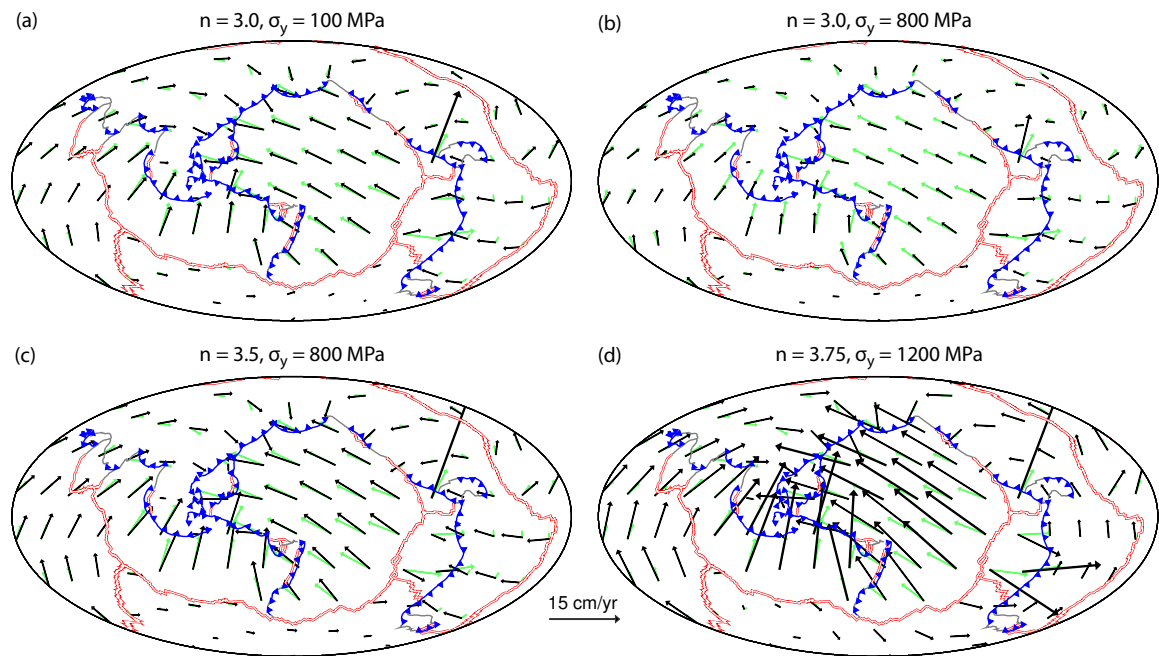 (a)
n = 3.0, σy = 100 MPa
(b)
n = 3.0, σy = 800 MPa
(c)
n = 3.5, σy = 800 MPa
(d)
n = 3.75, σy = 1200 MPa
15 cm/yr